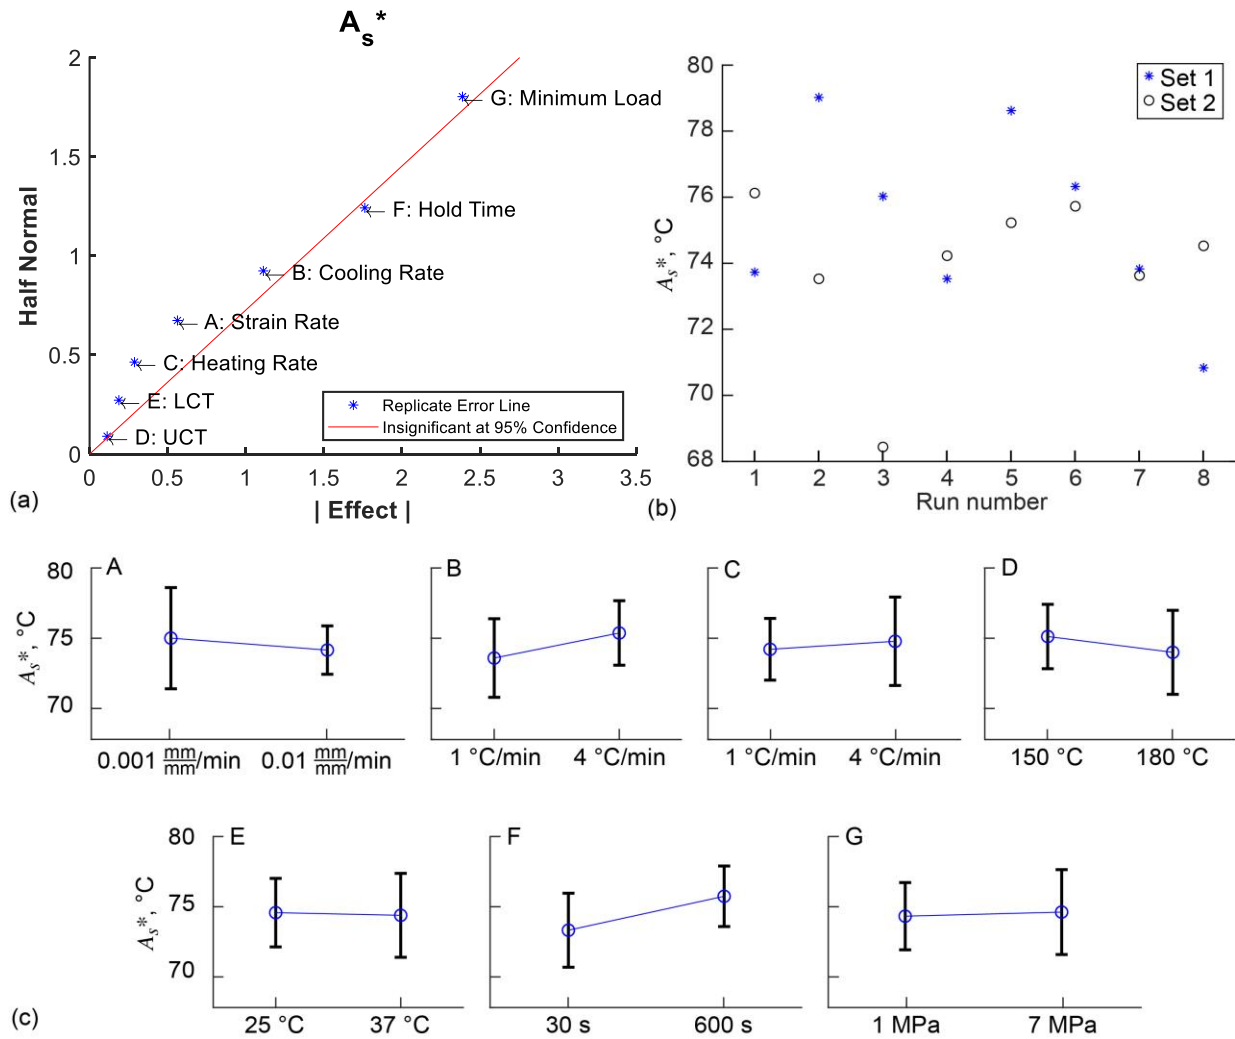 A_s*
2
1.5
1
0.5
0
Half Normal
G: Minimum Load
F: Hold Time
B: Cooling Rate
A: Strain Rate
C: Heating Rate
E: LCT
D: UCT
Replicate Error Line
Insignificant at 95% Confidence
0 0.5 1 1.5 2 2.5 3 3.5
| Effect |
(a)
80
78
76
74
72
70
68
A_s*, °C
Set 1
Set 2
1 2 3 4 5 6 7 8
Run number
(b)
80
75
70
A_s*, °C
A
0.001 mm/mm/min 0.01 mm/mm/min
B
1 °C/min 4 °C/min
C
1 °C/min 4 °C/min
D
150 °C 180 °C
80
75
70
A_s*, °C
E
25 °C 37 °C
F
30 s 600 s
G
1 MPa 7 MPa
(c)